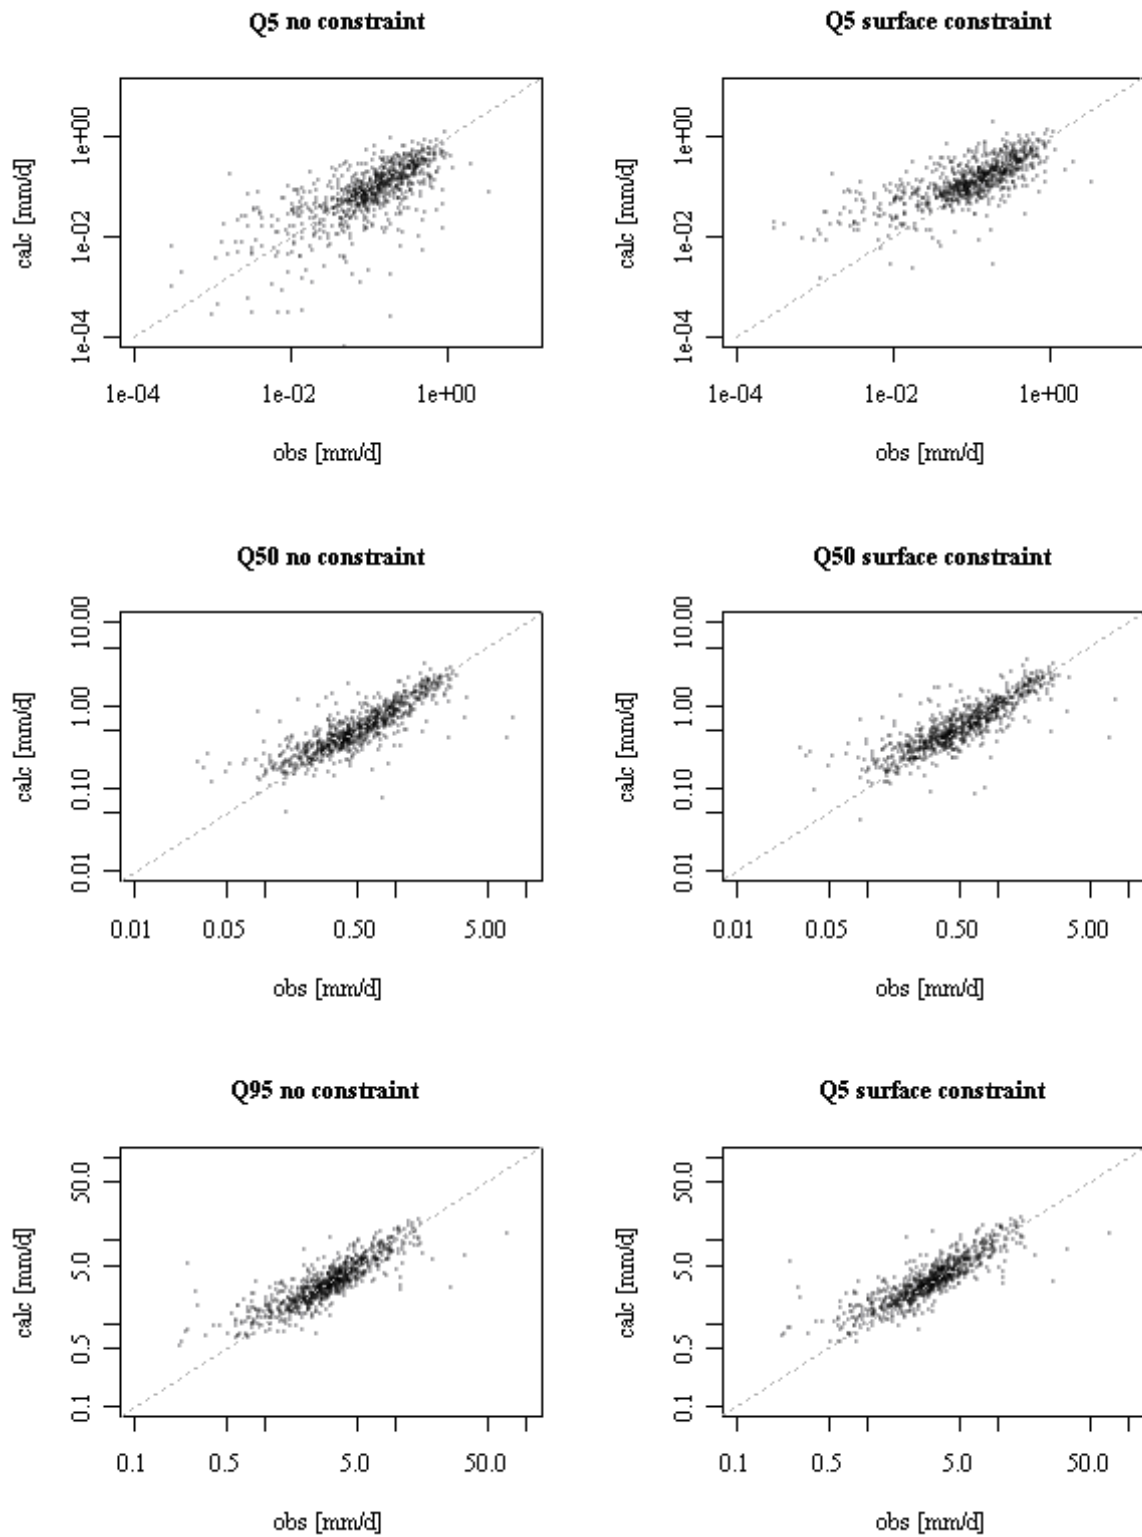 Q5 no constraint
calc [mm/d]
1e+00
1e-02
1e-04
1e-04 1e-02 1e+00
obs [mm/d]
Q5 surface constraint
calc [mm/d]
1e+00
1e-02
1e-04
1e-04 1e-02 1e+00
obs [mm/d]
Q50 no constraint
calc [mm/d]
10.00
1.00
0.10
0.01
0.01 0.05 0.50 5.00
obs [mm/d]
Q50 surface constraint
calc [mm/d]
10.00
1.00
0.10
0.01
0.01 0.05 0.50 5.00
obs [mm/d]
Q95 no constraint
calc [mm/d]
50.0
5.0
0.5
0.1
0.1 0.5 5.0 50.0
obs [mm/d]
Q5 surface constraint
calc [mm/d]
50.0
5.0
0.5
0.1
0.1 0.5 5.0 50.0
obs [mm/d]